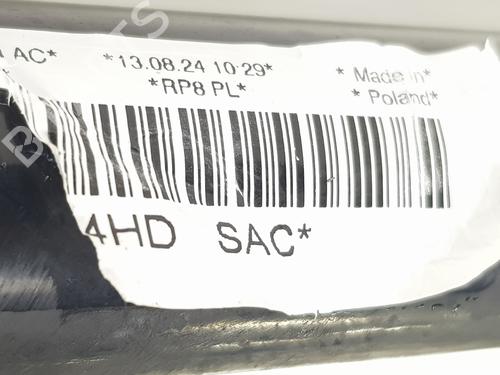 AC* *13.08.24 10:29* * Made in*
*RP8 PL* * Poland*
4HD SAC*